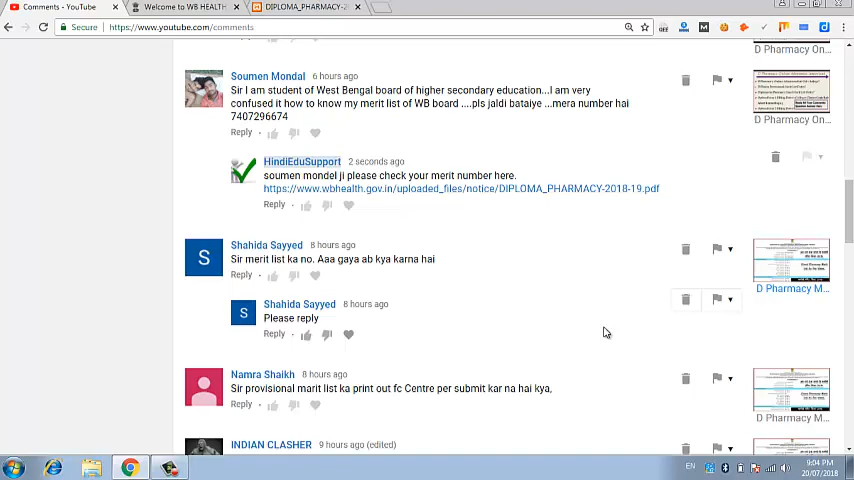 Comments - YouTube
Welcome to WB HEALTH
DIPLOMA_PHARMACY-2
Secure
https://www.youtube.com/comments
D Pharmacy On...
Soumen Mondal 6 hours ago
Sir I am student of West Bengal board of higher secondary education...I am very
confused it how to know my merit list of WB board ....pls jaldi bataiye ...mera number hai
7407296674
Reply
D Pharmacy On...
HindiEduSupport 2 seconds ago
soumen mondel ji please check your merit number here.
https://www.wbhealth.gov.in/uploaded_files/notice/DIPLOMA_PHARMACY-2018-19.pdf
Reply
S
Shahida Sayyed 8 hours ago
Sir merit list ka no. Aaa gaya ab kya karna hai
Reply
D Pharmacy M...
S
Shahida Sayyed 8 hours ago
Please reply
Reply
Namra Shaikh 8 hours ago
Sir provisional marit list ka print out fc Centre per submit kar na hai kya,
Reply
D Pharmacy M...
INDIAN CLASHER 9 hours ago (edited)
EN
9:04 PM
20/07/2018